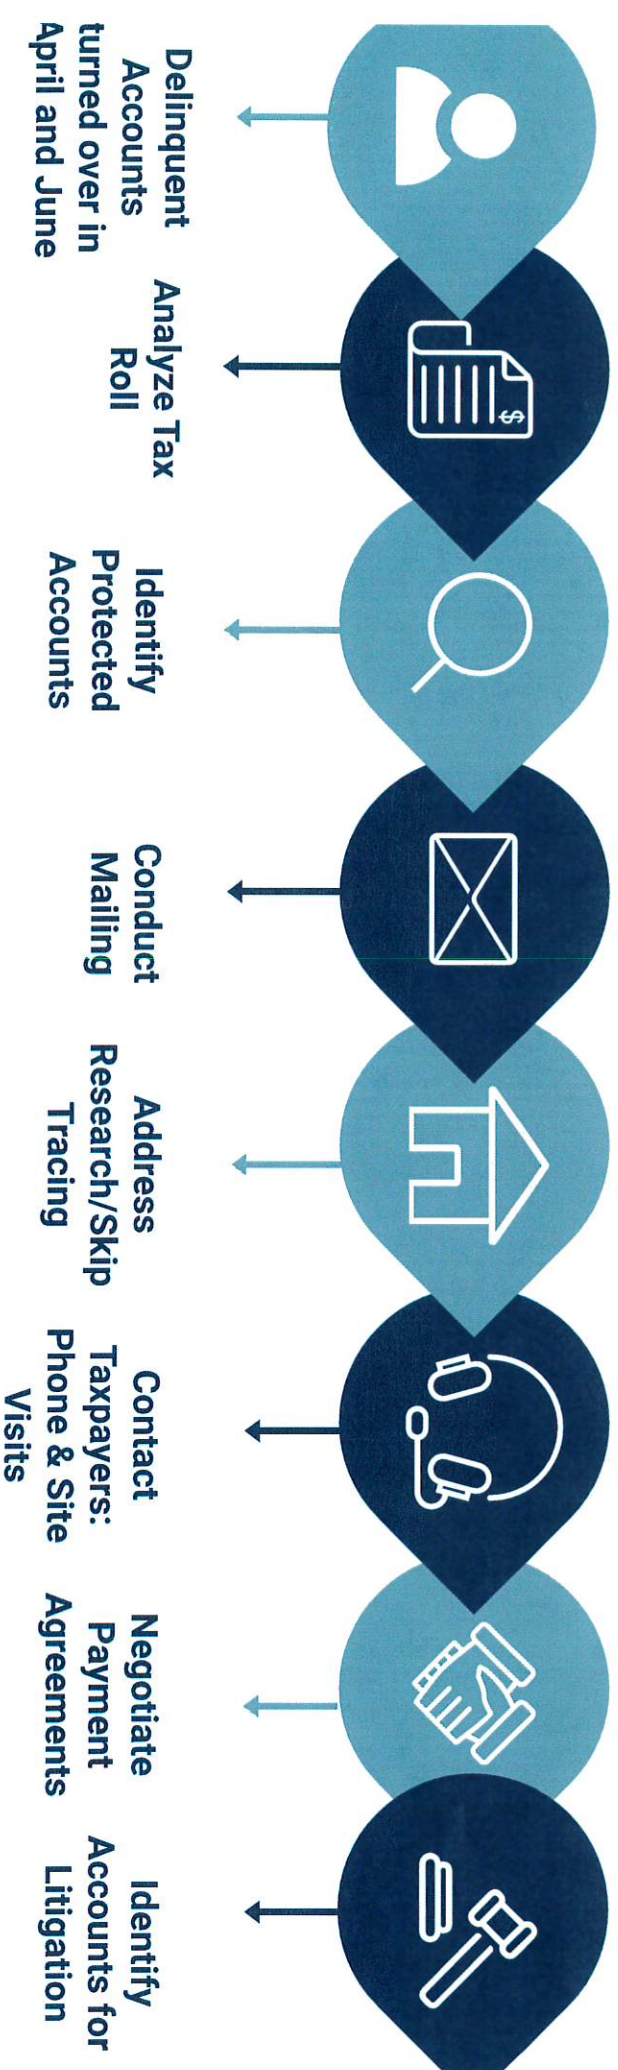 Delinquent
Accounts
turned over in
April and June
Analyze Tax
Roll
$
Identify
Protected
Accounts
Conduct
Mailing
Address
Research/Skip
Tracing
Contact
Taxpayers:
Phone & Site
Visits
Negotiate
Payment
Agreements
Identify
Accounts for
Litigation